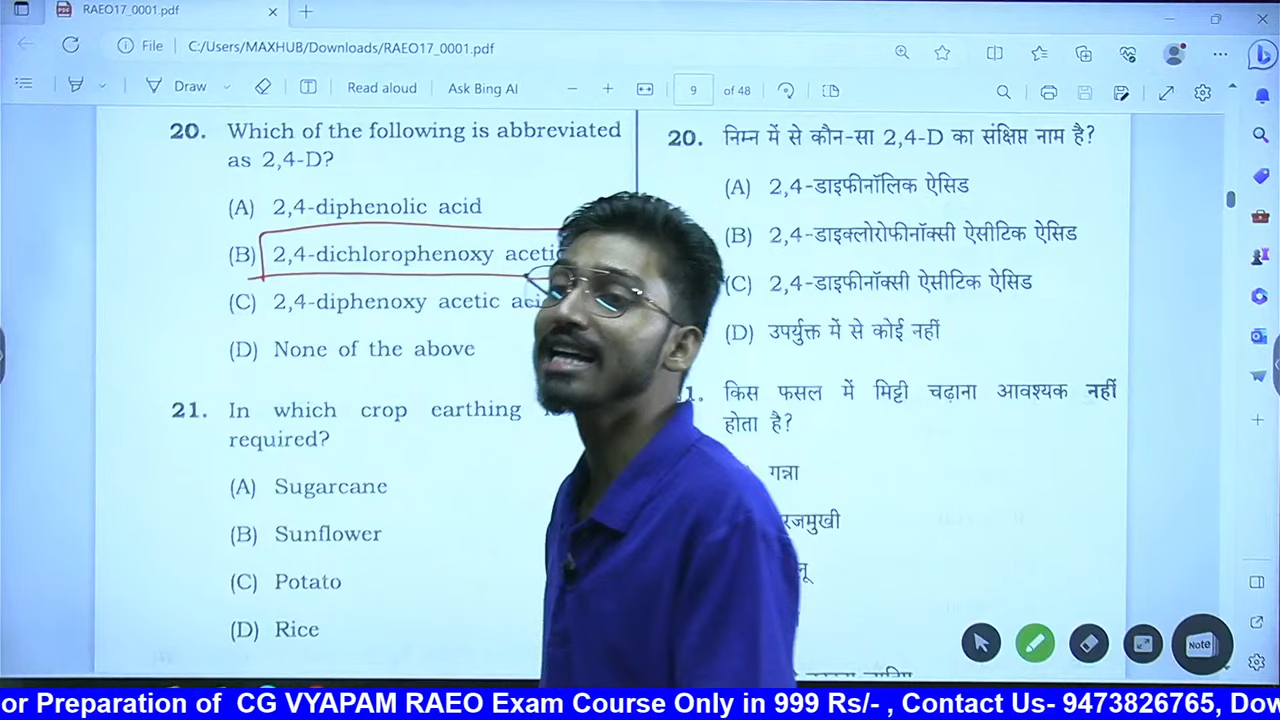 RAEO17_0001.pdf
File
C:/Users/MAXHUB/Downloads/RAEO17_0001.pdf
Draw
Read aloud
Ask Bing AI
9
of 48
20. Which of the following is abbreviated
as 2,4-D?
(A) 2,4-diphenolic acid
(B) 2,4-dichlorophenoxy
(C) 2,4-diphenoxy acetic
(D) None of the above
21. In which crop earthing
required?
(A) Sugarcane
(B) Sunflower
(C) Potato
(D) Rice
20. निम्न में से कौन-सा 2,4-D का संक्षिप्त नाम है?
(A) 2,4-डाइफीनॉलिक ऐसिड
(B) 2,4-डाइक्लोरोफीनॉक्सी ऐसीटिक ऐसिड
(C) 2,4-डाइफीनॉक्सी ऐसीटिक ऐसिड
(D) उपर्युक्त में से कोई नहीं
किस फसल में मिट्टी चढ़ाना आवश्यक नहीं
होता है?
गन्ना
Note
or Preparation of CG VYAPAM RAEO Exam Course Only in 999 Rs/- , Contact Us- 9473826765, Dow